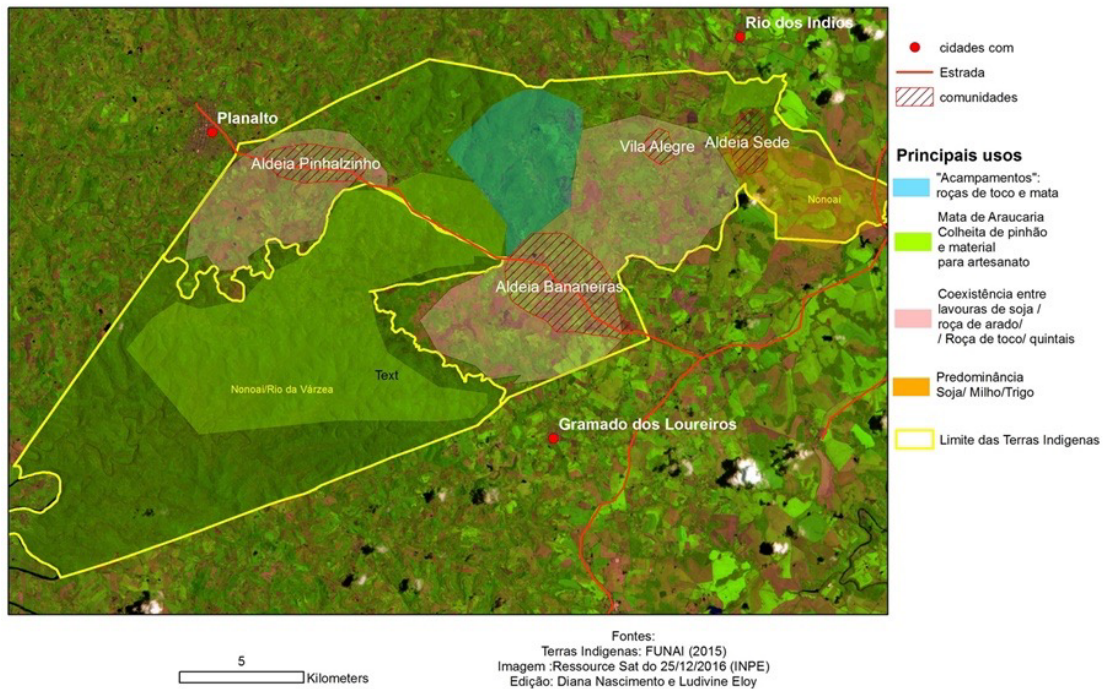 Rio dos Indios
Planalto
Aldeia Pinhalzinho
Vila Alegre
Aldeia Sede
Nonoai
Aldeia Bananeiras
Text
Nonoai/Rio da Várzea
Gramado dos Loureiros
cidades com
Estrada
comunidades
Principais usos
"Acampamentos":
roças de toco e mata
Mata de Araucaria
Colheita de pinhão
e material
para artesanato
Coexistência entre
lavouras de soja /
roça de arado/
/ Roça de toco/ quintais
Predominância
Soja/ Milho/Trigo
Limite das Terras Indigenas
5
Kilometers
Fontes:
Terras Indigenas: FUNAI (2015)
Imagem :Ressource Sat do 25/12/2016 (INPE)
Edição: Diana Nascimento e Ludivine Eloy